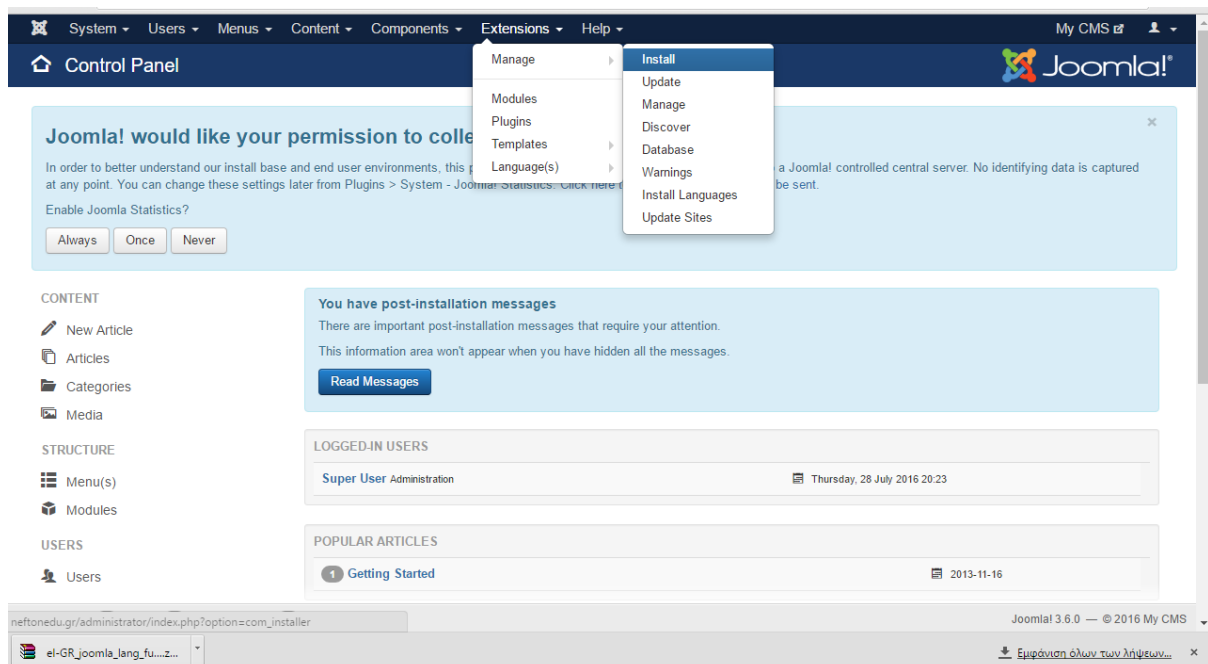 System Users Menus Content Components Extensions Help My CMS
Control Panel
Joomla!®
Manage
Modules
Plugins
Templates
Language(s)
Install
Update
Manage
Discover
Database
Warnings
Install Languages
Update Sites
Joomla! would like your permission to colle
In order to better understand our install base and end user environments, this p a Joomla! controlled central server. No identifying data is captured
at any point. You can change these settings later from Plugins > System - Joomla! Statistics. Click here t be sent.
Enable Joomla Statistics?
Always Once Never
CONTENT
New Article
Articles
Categories
Media
STRUCTURE
Menu(s)
Modules
USERS
Users
You have post-installation messages
There are important post-installation messages that require your attention.
This information area won't appear when you have hidden all the messages.
Read Messages
LOGGED-IN USERS
Super User Administration Thursday, 28 July 2016 20:23
POPULAR ARTICLES
1 Getting Started 2013-11-16
neftonedu.gr/administrator/index.php?option=com_installer
Joomla! 3.6.0 — © 2016 My CMS
el-GR_joomla_lang_fu....z...
Εμφάνιση όλων των λήψεων...